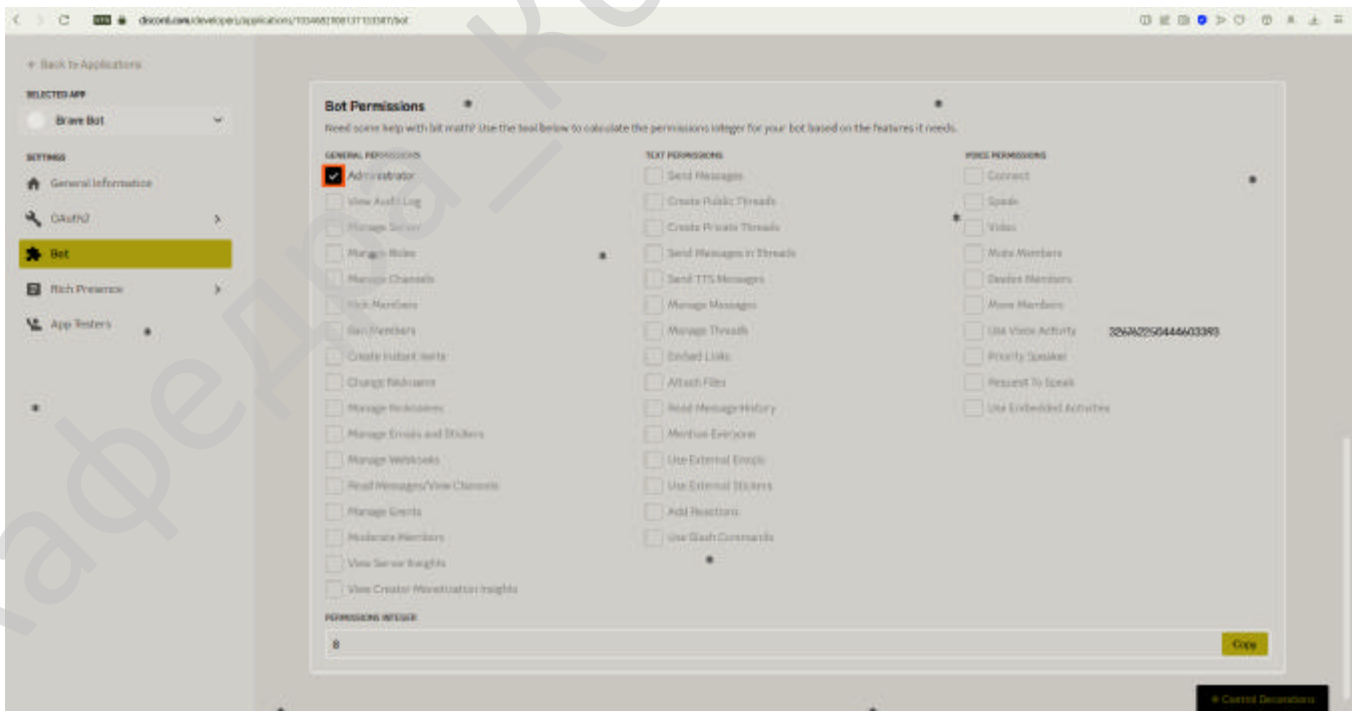 ← Back to Applications
SELECTED APP
Brave Bot
SETTINGS
General Information
OAuth2
Bot
Rich Presence
App Testers
Bot Permissions
Need some help with bit math? Use the tool below to calculate the permissions integer for your bot based on the features it needs.
GENERAL PERMISSIONS
Administrator
View Audit Log
Manage Server
Manage Roles
Manage Channels
Kick Members
Ban Members
Create Instant Invite
Change Nickname
Manage Nicknames
Manage Emojis and Stickers
Manage Webhooks
Read Messages/View Channels
Manage Events
Moderate Members
View Server Insights
View Creator Monetization Insights
TEXT PERMISSIONS
Send Messages
Create Public Threads
Create Private Threads
Send Messages in Threads
Send TTS Messages
Manage Messages
Manage Threads
Embed Links
Attach Files
Read Message History
Mention Everyone
Use External Emojis
Use External Stickers
Add Reactions
Use Slash Commands
VOICE PERMISSIONS
Connect
Speak
Video
Mute Members
Deafen Members
Move Members
Use Voice Activity
Priority Speaker
Request To Speak
Use Embedded Activities
PERMISSIONS INTEGER
8
Copy
Control Decorations
кафедра_к